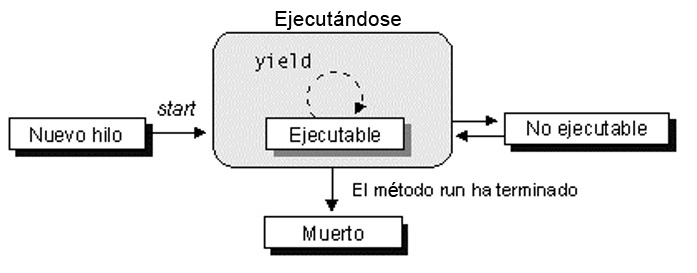 Ejecutándose
yield
start
Nuevo hilo
Ejecutable
No ejecutable
El método run ha terminado
Muerto